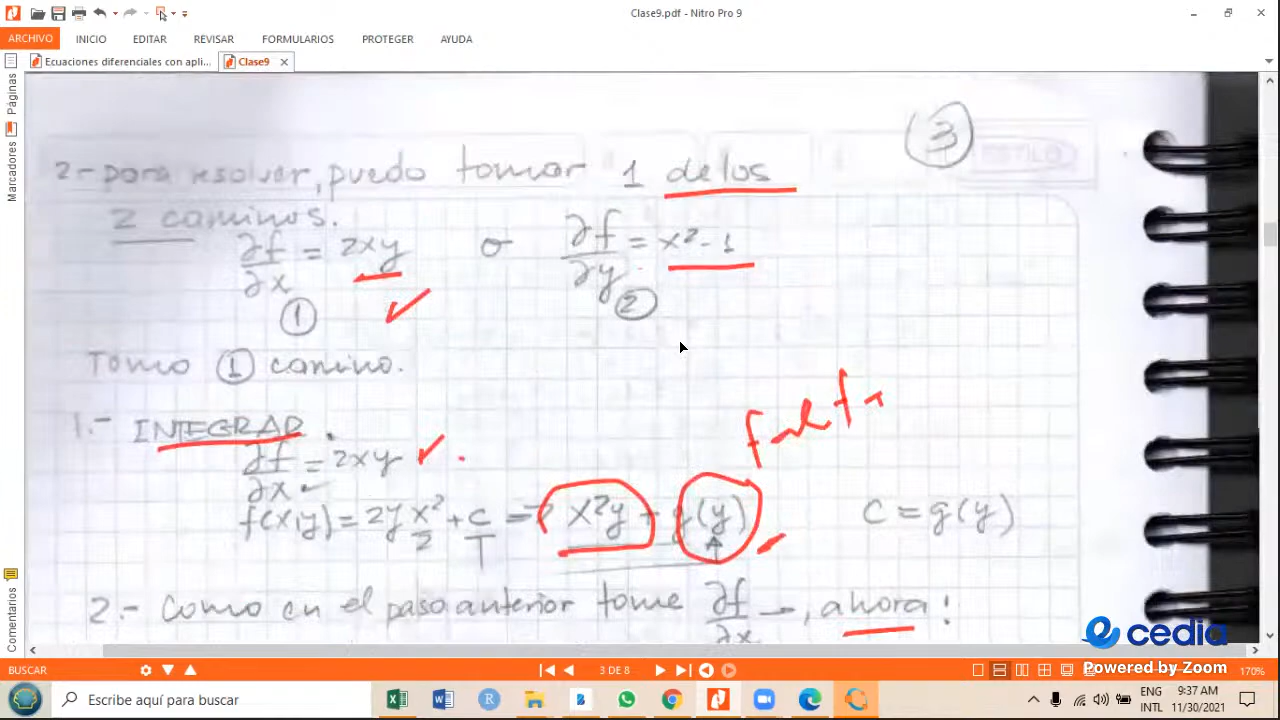 Clase9.pdf - Nitro Pro 9
ARCHIVO INICIO EDITAR REVISAR FORMULARIOS PROTEGER AYUDA
Ecuaciones diferenciales con apli... Clase9
Páginas
Marcadores
Comentarios
3
ESTILO
2- para resolver, puedo tomar 1 de los
2 caminos.
∂f/∂x = 2xy o ∂f/∂y = x²-1
1 2
Tomo 1 camino.
1.- INTEGRAR.
∂f/∂x = 2xy
falta
f(x,y) = 2y x²/2 + c => x²y + g(y) c = g(y)
2.- Como en el paso anterior tome ∂f/∂x →, ahora!
cedia
Powered by Zoom
BUSCAR 3 DE 8 170%
Escribe aquí para buscar
ENG 9:37 AM
INTL 11/30/2021